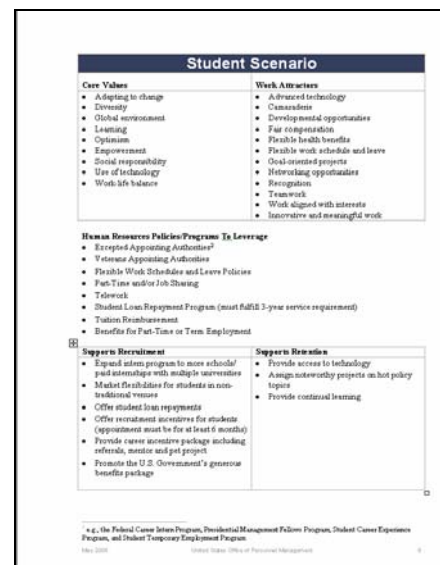 Student Scenario
Core Values
• Adapting to change
• Diversity
• Global environment
• Learning
• Optimism
• Empowerment
• Social responsibility
• Use of technology
• Work life balance
Work Attractors
• Advanced technology
• Camaraderie
• Developmental opportunities
• Fair compensation
• Flexible health benefits
• Flexible work schedule and leave
• Goal-oriented projects
• Networking opportunities
• Recognition
• Teamwork
• Work aligned with interests
• Innovative and meaningful work
Human Resources Policies/Programs To Leverage
• Excepted Appointing Authorities²
• Veterans Appointing Authorities
• Flexible Work Schedules and Leave Policies
• Part-Time and/or Job Sharing
• Telework
• Student Loan Repayment Program (must fulfill 3-year service requirement)
• Tuition Reimbursement
• Benefits for Part-Time or Term Employment
Supports Recruitment
• Expand intern program to more schools/
paid internships with multiple universities
• Market flexibilities for students in non-
traditional venues
• Offer student loan repayments
• Offer recruitment incentives for students
(appointment must be for at least 6 months)
• Provide career incentive package including
referrals, mentor and pet project
• Promote the U.S. Government's generous
benefits package
Supports Retention
• Provide access to technology
• Assign noteworthy projects on hot policy
topics
• Provide continual learning
e.g., the Federal Career Intern Program, Presidential Management Fellows Program, Student Career Experience
Program, and Student Temporary Employment Program
May 2008
United States Office of Personnel Management